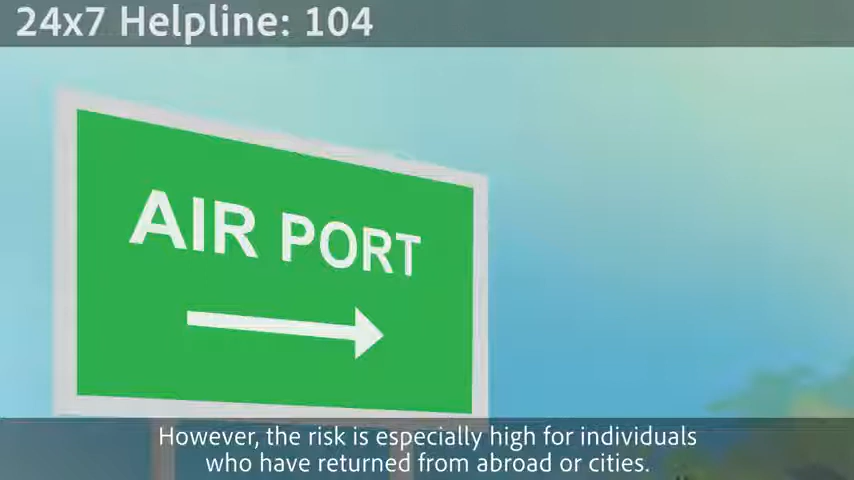 24x7 Helpline: 104
AIR PORT
However, the risk is especially high for individuals
who have returned from abroad or cities.